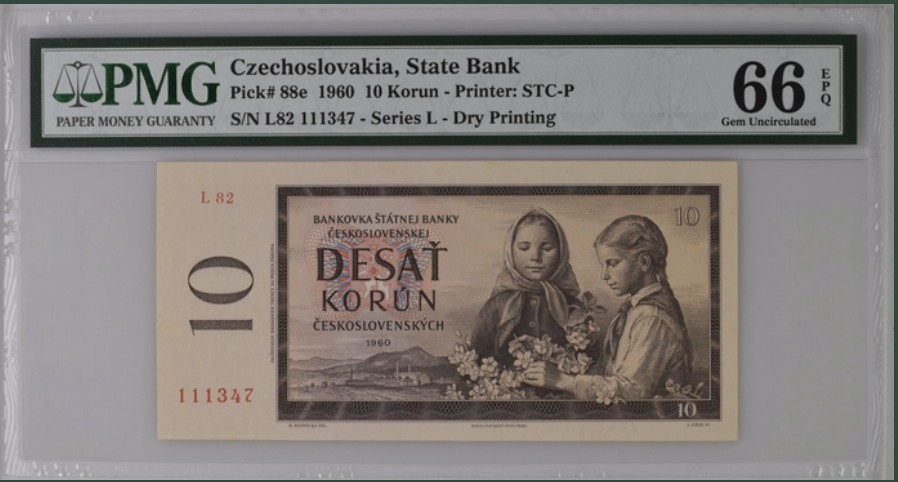 PMG
PAPER MONEY GUARANTY
Czechoslovakia, State Bank
Pick# 88e 1960 10 Korun - Printer: STC-P
S/N L82 111347 - Series L - Dry Printing
66
EPQ
Gem Uncirculated
L 82
10
111347
BANKOVKA ŠTÁTNEJ BANKY
ČESKOSLOVENSKEJ
DESAŤ
KORÚN
ČESKOSLOVENSKÝCH
1960
10
10